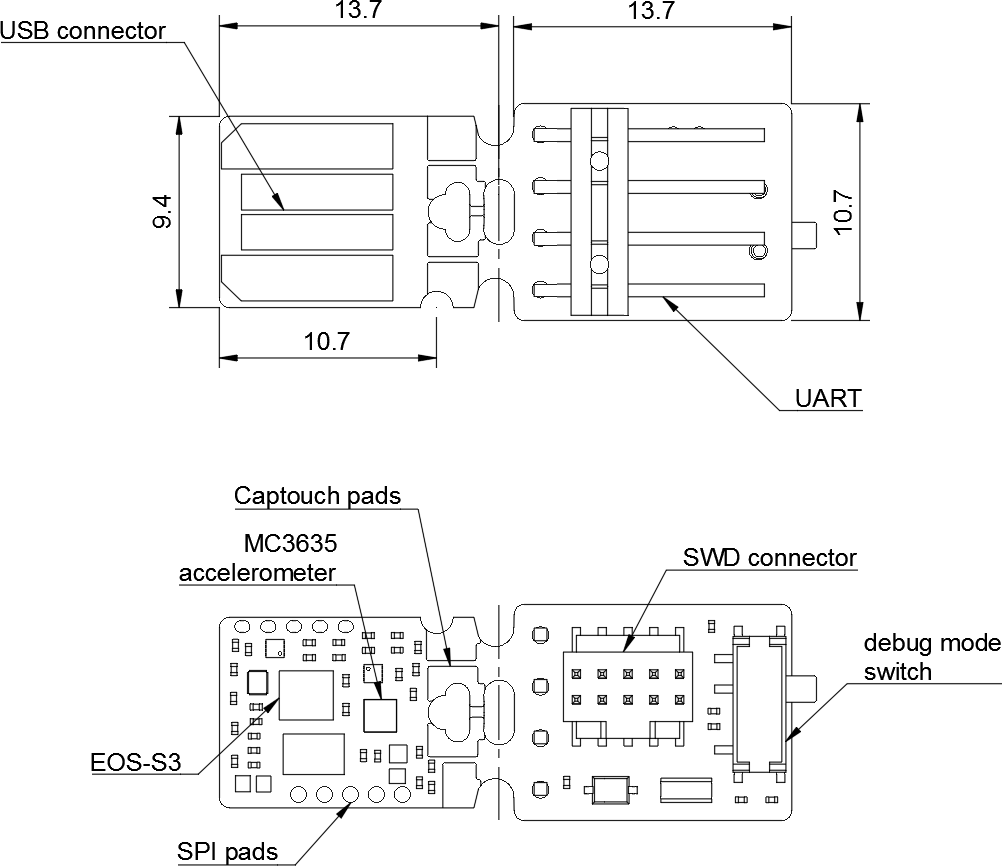 13.7
13.7
USB connector
9.4
10.7
10.7
UART
Captouch pads
MC3635
accelerometer
SWD connector
debug mode
switch
EOS-S3
SPI pads